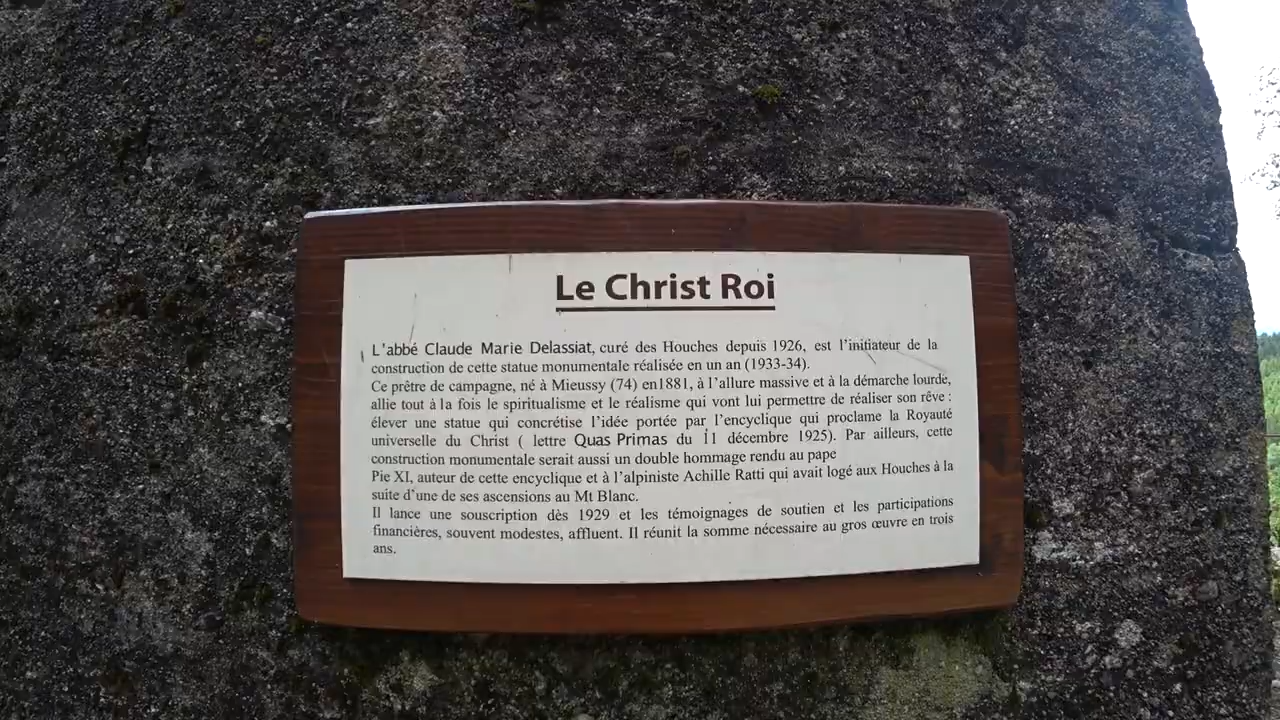 Le Christ Roi
L'abbé Claude Marie Delassiat, curé des Houches depuis 1926, est l'initiateur de la
construction de cette statue monumentale réalisée en un an (1933-34).
Ce prêtre de campagne, né à Mieussy (74) en1881, à l'allure massive et à la démarche lourde,
allie tout à la fois le spiritualisme et le réalisme qui vont lui permettre de réaliser son rêve :
élever une statue qui concrétise l'idée portée par l'encyclique qui proclame la Royauté
universelle du Christ ( lettre Quas Primas du 11 décembre 1925). Par ailleurs, cette
construction monumentale serait aussi un double hommage rendu au pape
Pie XI, auteur de cette encyclique et à l'alpiniste Achille Ratti qui avait logé aux Houches à la
suite d'une de ses ascensions au Mt Blanc.
Il lance une souscription dès 1929 et les témoignages de soutien et les participations
financières, souvent modestes, affluent. Il réunit la somme nécessaire au gros œuvre en trois
ans.